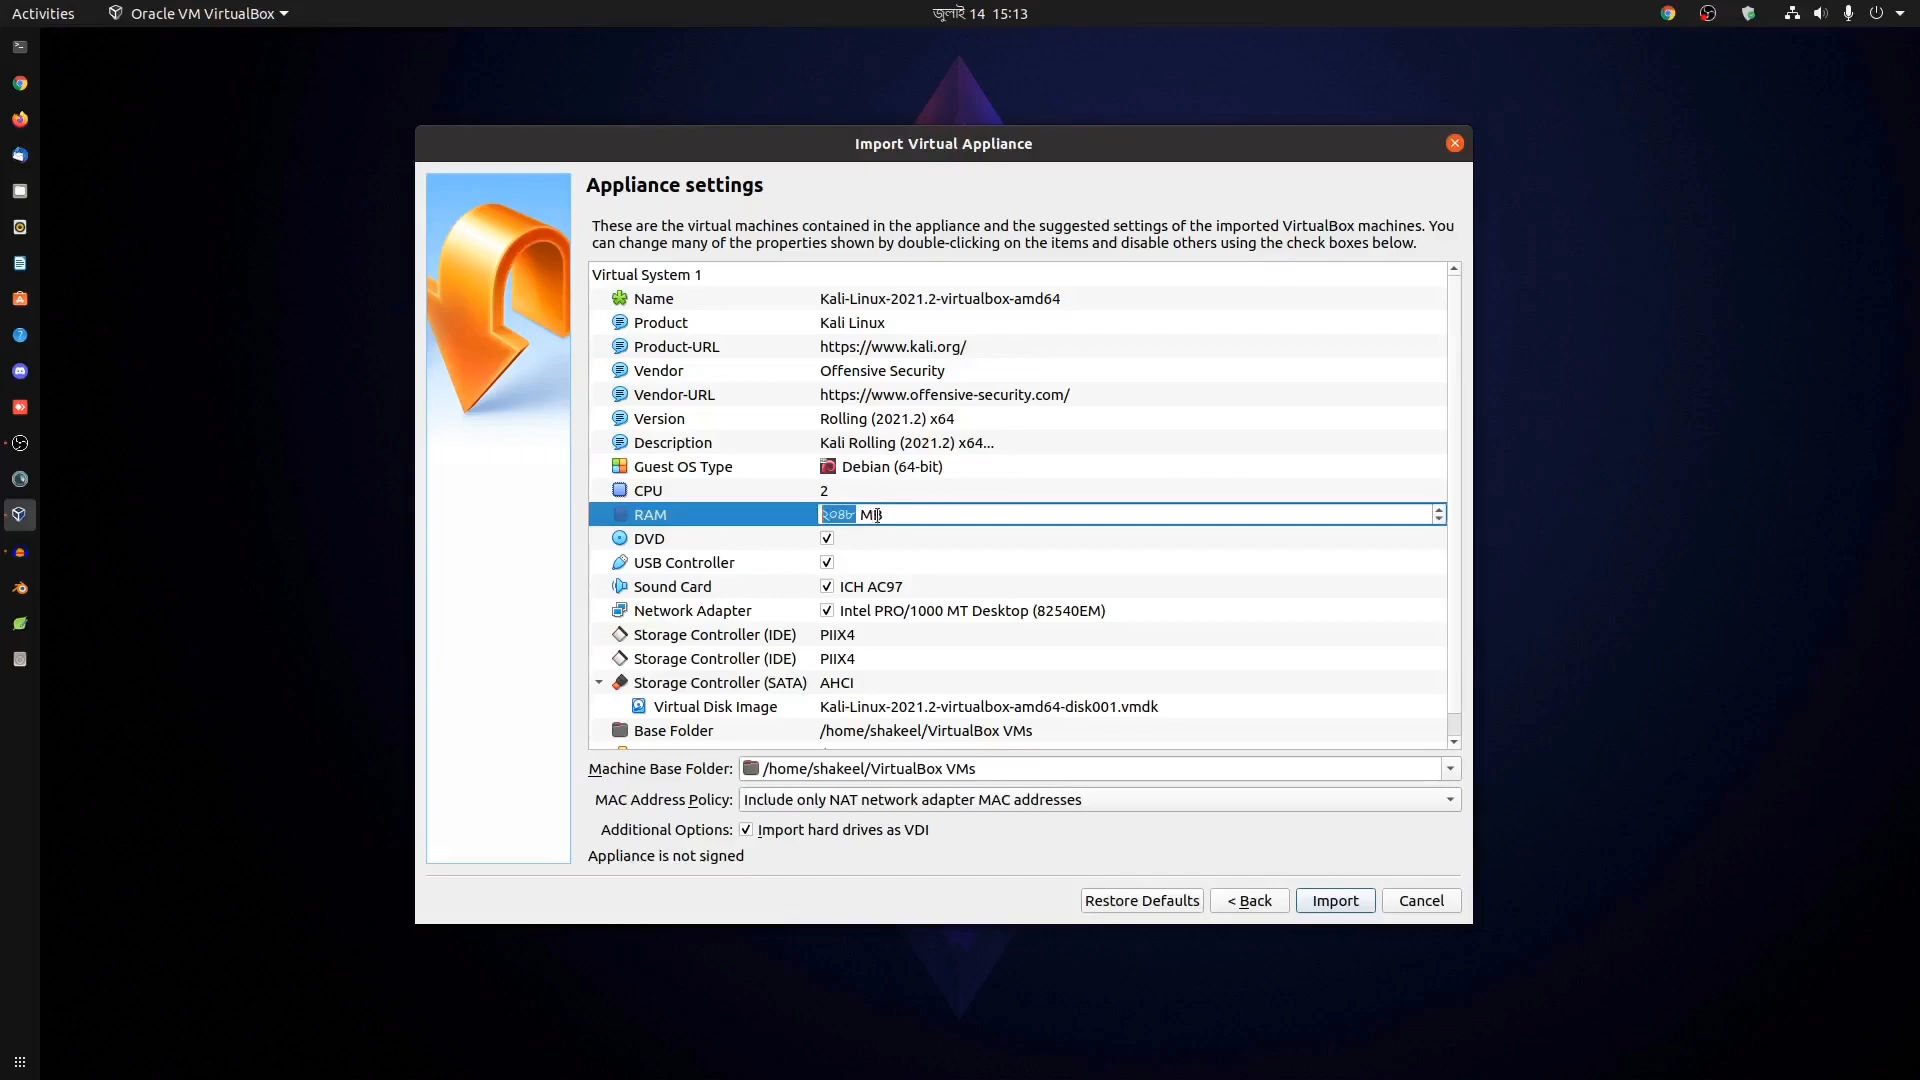 Activities
Oracle VM VirtualBox
জুলাই 14 15:13
Import Virtual Appliance
Appliance settings
These are the virtual machines contained in the appliance and the suggested settings of the imported VirtualBox machines. You
can change many of the properties shown by double-clicking on the items and disable others using the check boxes below.
Virtual System 1
Name Kali-Linux-2021.2-virtualbox-amd64
Product Kali Linux
Product-URL https://www.kali.org/
Vendor Offensive Security
Vendor-URL https://www.offensive-security.com/
Version Rolling (2021.2) x64
Description Kali Rolling (2021.2) x64...
Guest OS Type Debian (64-bit)
CPU 2
RAM ২০৪৮ MB
DVD
USB Controller
Sound Card ICH AC97
Network Adapter Intel PRO/1000 MT Desktop (82540EM)
Storage Controller (IDE) PIIX4
Storage Controller (IDE) PIIX4
Storage Controller (SATA) AHCI
Virtual Disk Image Kali-Linux-2021.2-virtualbox-amd64-disk001.vmdk
Base Folder /home/shakeel/VirtualBox VMs
Machine Base Folder: /home/shakeel/VirtualBox VMs
MAC Address Policy: Include only NAT network adapter MAC addresses
Additional Options: Import hard drives as VDI
Appliance is not signed
Restore Defaults
< Back
Import
Cancel